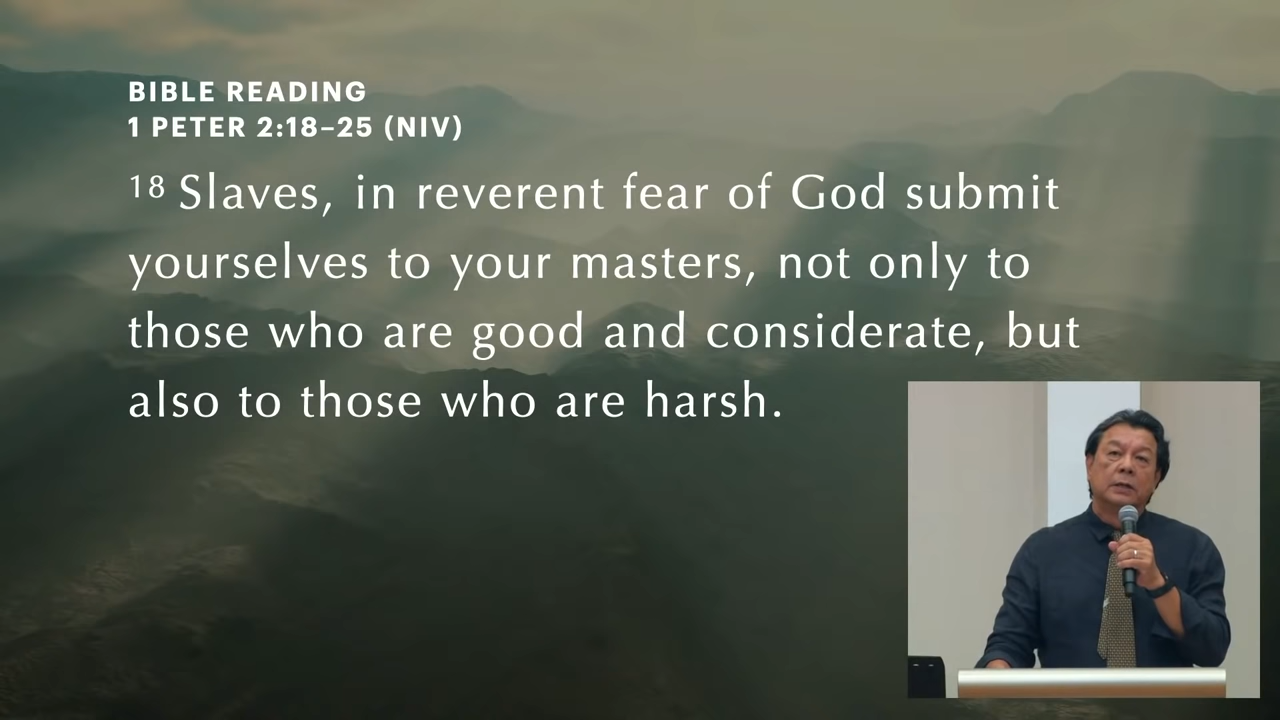 BIBLE READING
1 PETER 2:18–25 (NIV)
18 Slaves, in reverent fear of God submit
yourselves to your masters, not only to
those who are good and considerate, but
also to those who are harsh.